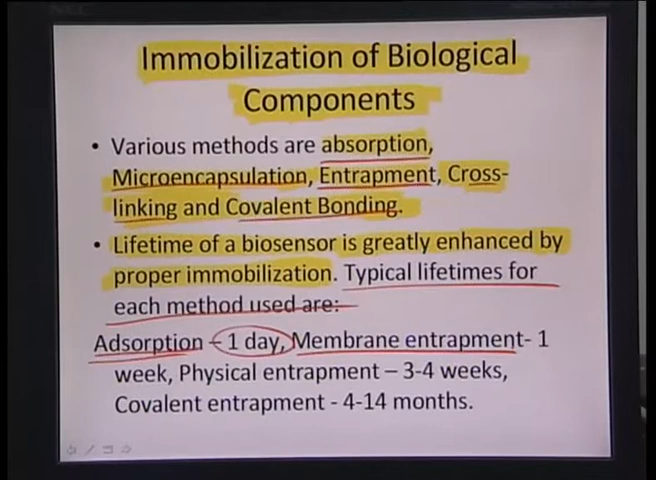 Immobilization of Biological
Components
• Various methods are absorption,
Microencapsulation, Entrapment, Cross-
linking and Covalent Bonding.
• Lifetime of a biosensor is greatly enhanced by
proper immobilization. Typical lifetimes for
each method used are:
Adsorption – 1 day, Membrane entrapment- 1
week, Physical entrapment – 3-4 weeks,
Covalent entrapment - 4-14 months.